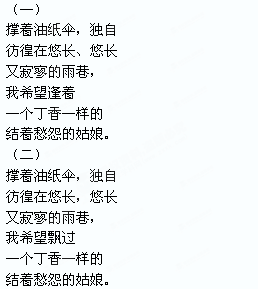 （一）
撑着油纸伞，独自
彷徨在悠长、悠长
又寂寥的雨巷，
我希望逢着
一个丁香一样的
结着愁怨的姑娘。
（二）
撑着油纸伞，独自
彷徨在悠长，悠长
又寂寥的雨巷，
我希望飘过
一个丁香一样的
结着愁怨的姑娘。